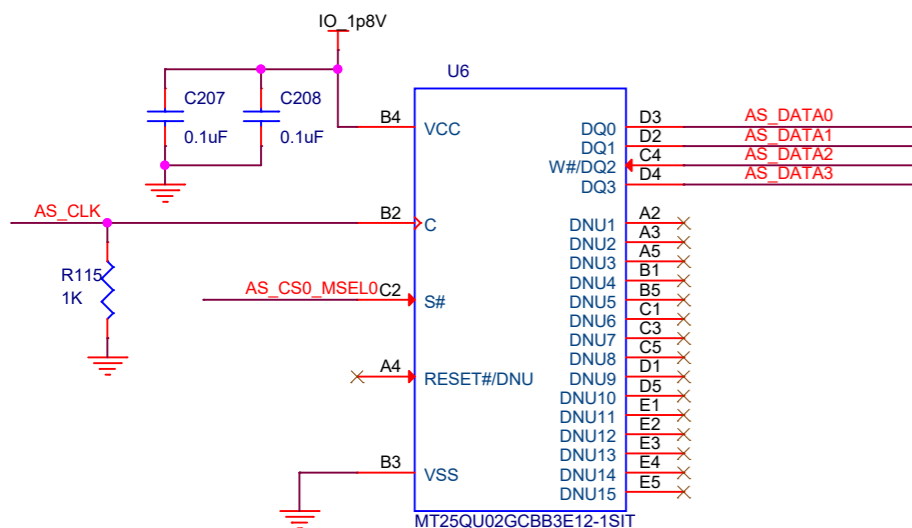 IO_1p8V
U6
C207
C208
0.1uF
0.1uF
B4
VCC
DQ0
D3
AS_DATA0
DQ1
D2
AS_DATA1
W#/DQ2
C4
AS_DATA2
DQ3
D4
AS_DATA3
AS_CLK
B2
C
DNU1
A2
DNU2
A3
DNU3
A5
R115
1K
DNU4
B1
AS_CS0_MSEL0
C2
S#
DNU5
B5
DNU6
C1
DNU7
C3
DNU8
C5
A4
RESET#/DNU
DNU9
D1
DNU10
D5
DNU11
E1
DNU12
E2
DNU13
E3
B3
VSS
DNU14
E4
DNU15
E5
MT25QU02GCBB3E12-1SIT